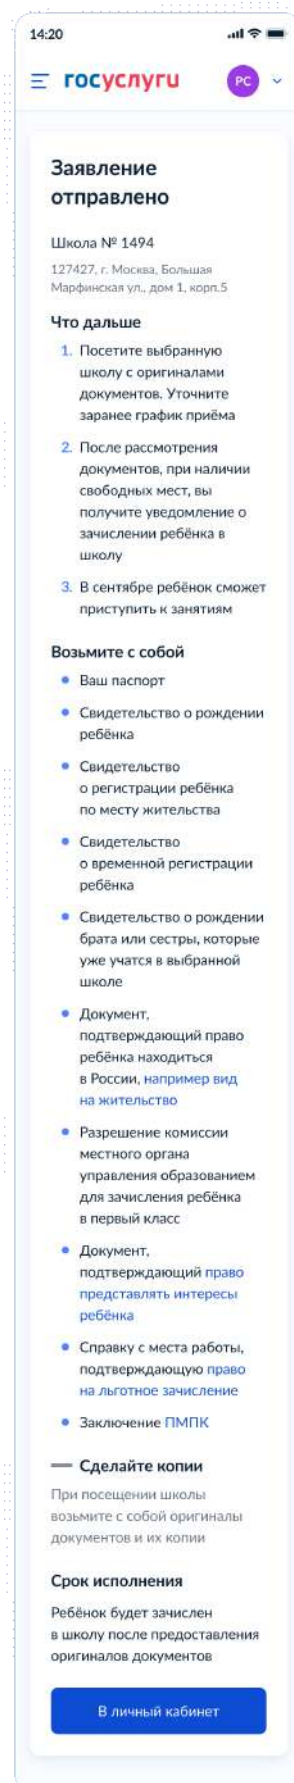 14:20
госуслуги
РС
Заявление
отправлено
Школа № 1494
127427, г. Москва, Большая
Марфинская ул., дом 1, корп.5
Что дальше
1. Посетите выбранную
школу с оригиналами
документов. Уточните
заранее график приёма
2. После рассмотрения
документов, при наличии
свободных мест, вы
получите уведомление о
зачислении ребёнка в
школу
3. В сентябре ребёнок сможет
приступить к занятиям
Возьмите с собой
• Ваш паспорт
• Свидетельство о рождении
ребёнка
• Свидетельство
о регистрации ребёнка
по месту жительства
• Свидетельство
о временной регистрации
ребёнка
• Свидетельство о рождении
брата или сестры, которые
уже учатся в выбранной
школе
• Документ,
подтверждающий право
ребёнка находиться
в России, например вид
на жительство
• Разрешение комиссии
местного органа
управления образованием
для зачисления ребёнка
в первый класс
• Документ,
подтверждающий право
представлять интересы
ребёнка
• Справку с места работы,
подтверждающую право
на льготное зачисление
• Заключение ПМПК
— Сделайте копии
При посещении школы
возьмите с собой оригиналы
документов и их копии
Срок исполнения
Ребёнок будет зачислен
в школу после предоставления
оригиналов документов
В личный кабинет